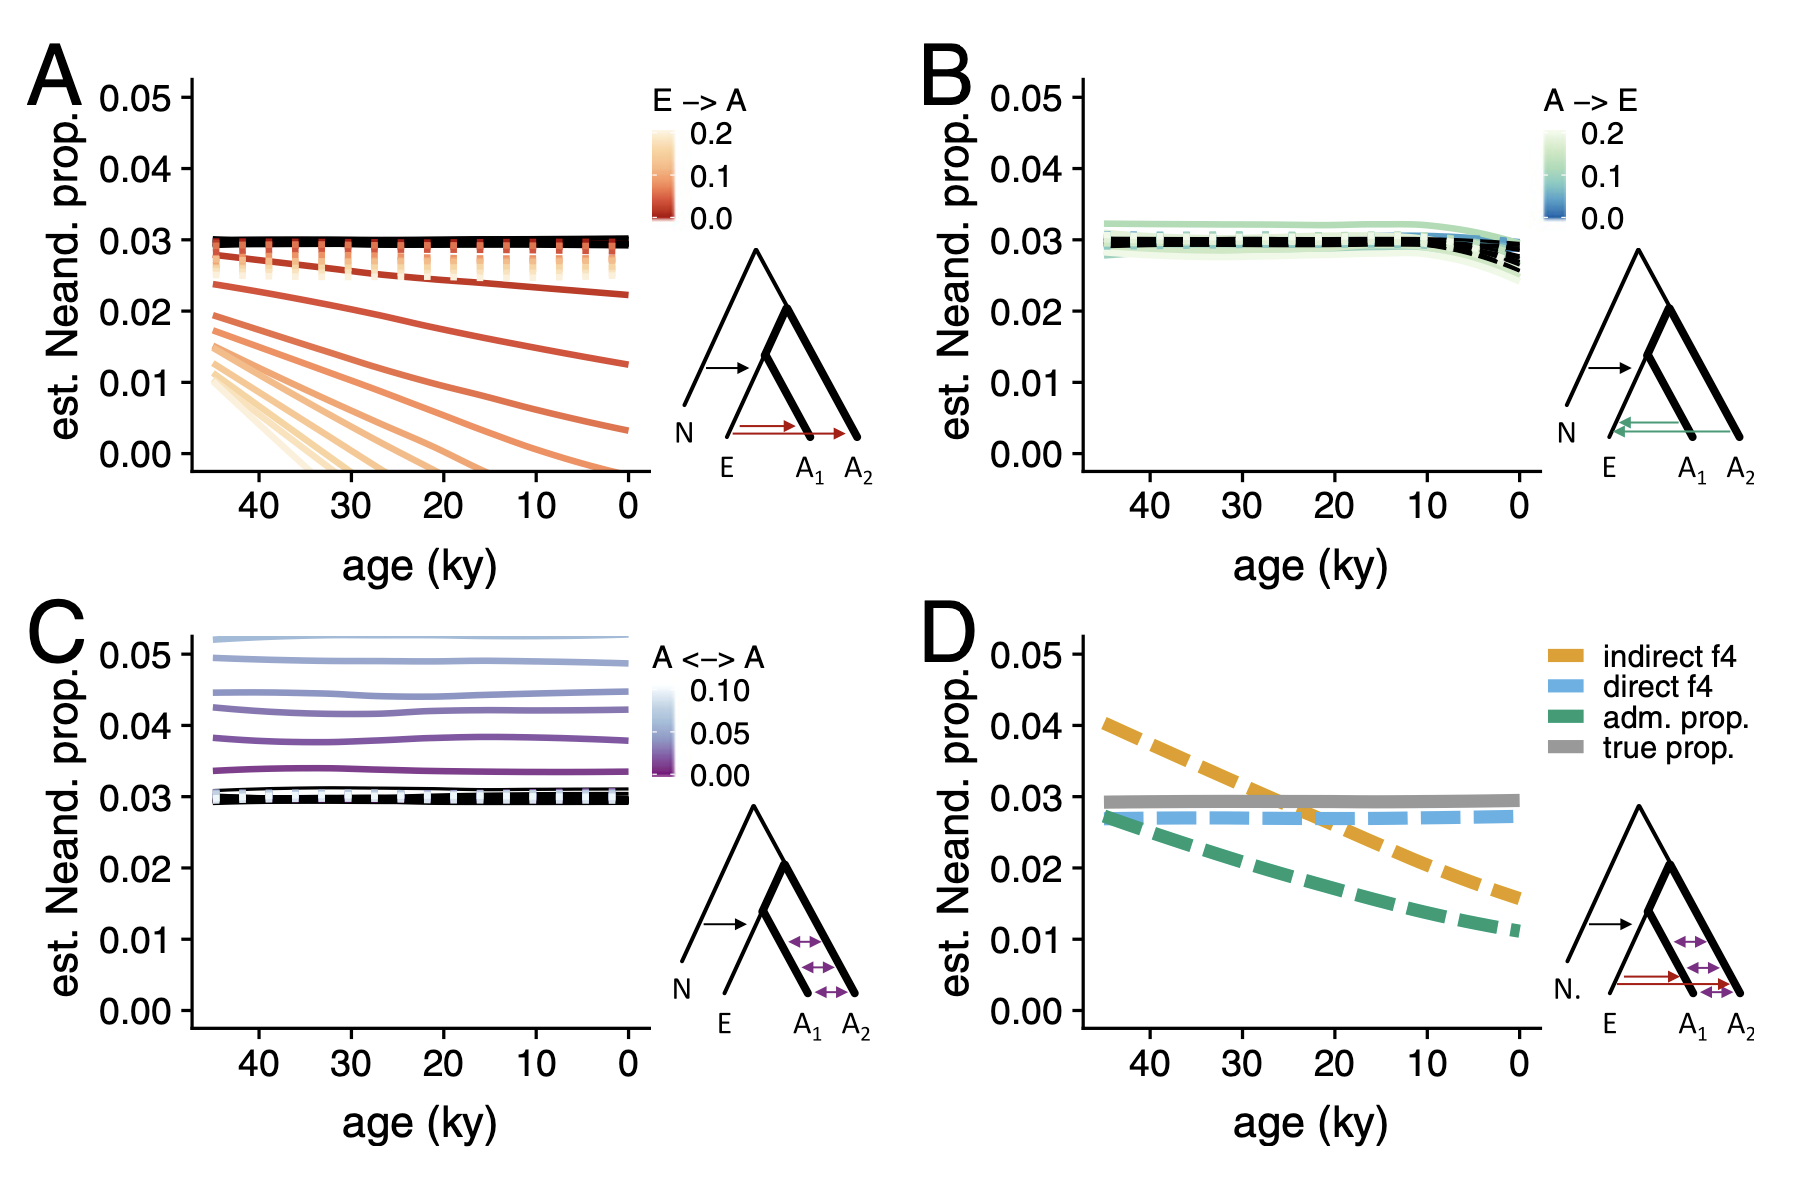 A
est. Neand. prop.
0.05
0.04
0.03
0.02
0.01
0.00
40 30 20 10 0
age (ky)
E –> A
0.2
0.1
0.0
N
E A1 A2
B
est. Neand. prop.
0.05
0.04
0.03
0.02
0.01
0.00
40 30 20 10 0
age (ky)
A –> E
0.2
0.1
0.0
N
E A1 A2
C
est. Neand. prop.
0.05
0.04
0.03
0.02
0.01
0.00
40 30 20 10 0
age (ky)
A <–> A
0.10
0.05
0.00
N
E A1 A2
D
est. Neand. prop.
0.05
0.04
0.03
0.02
0.01
0.00
40 30 20 10 0
age (ky)
indirect f4
direct f4
adm. prop.
true prop.
N.
E A1 A2